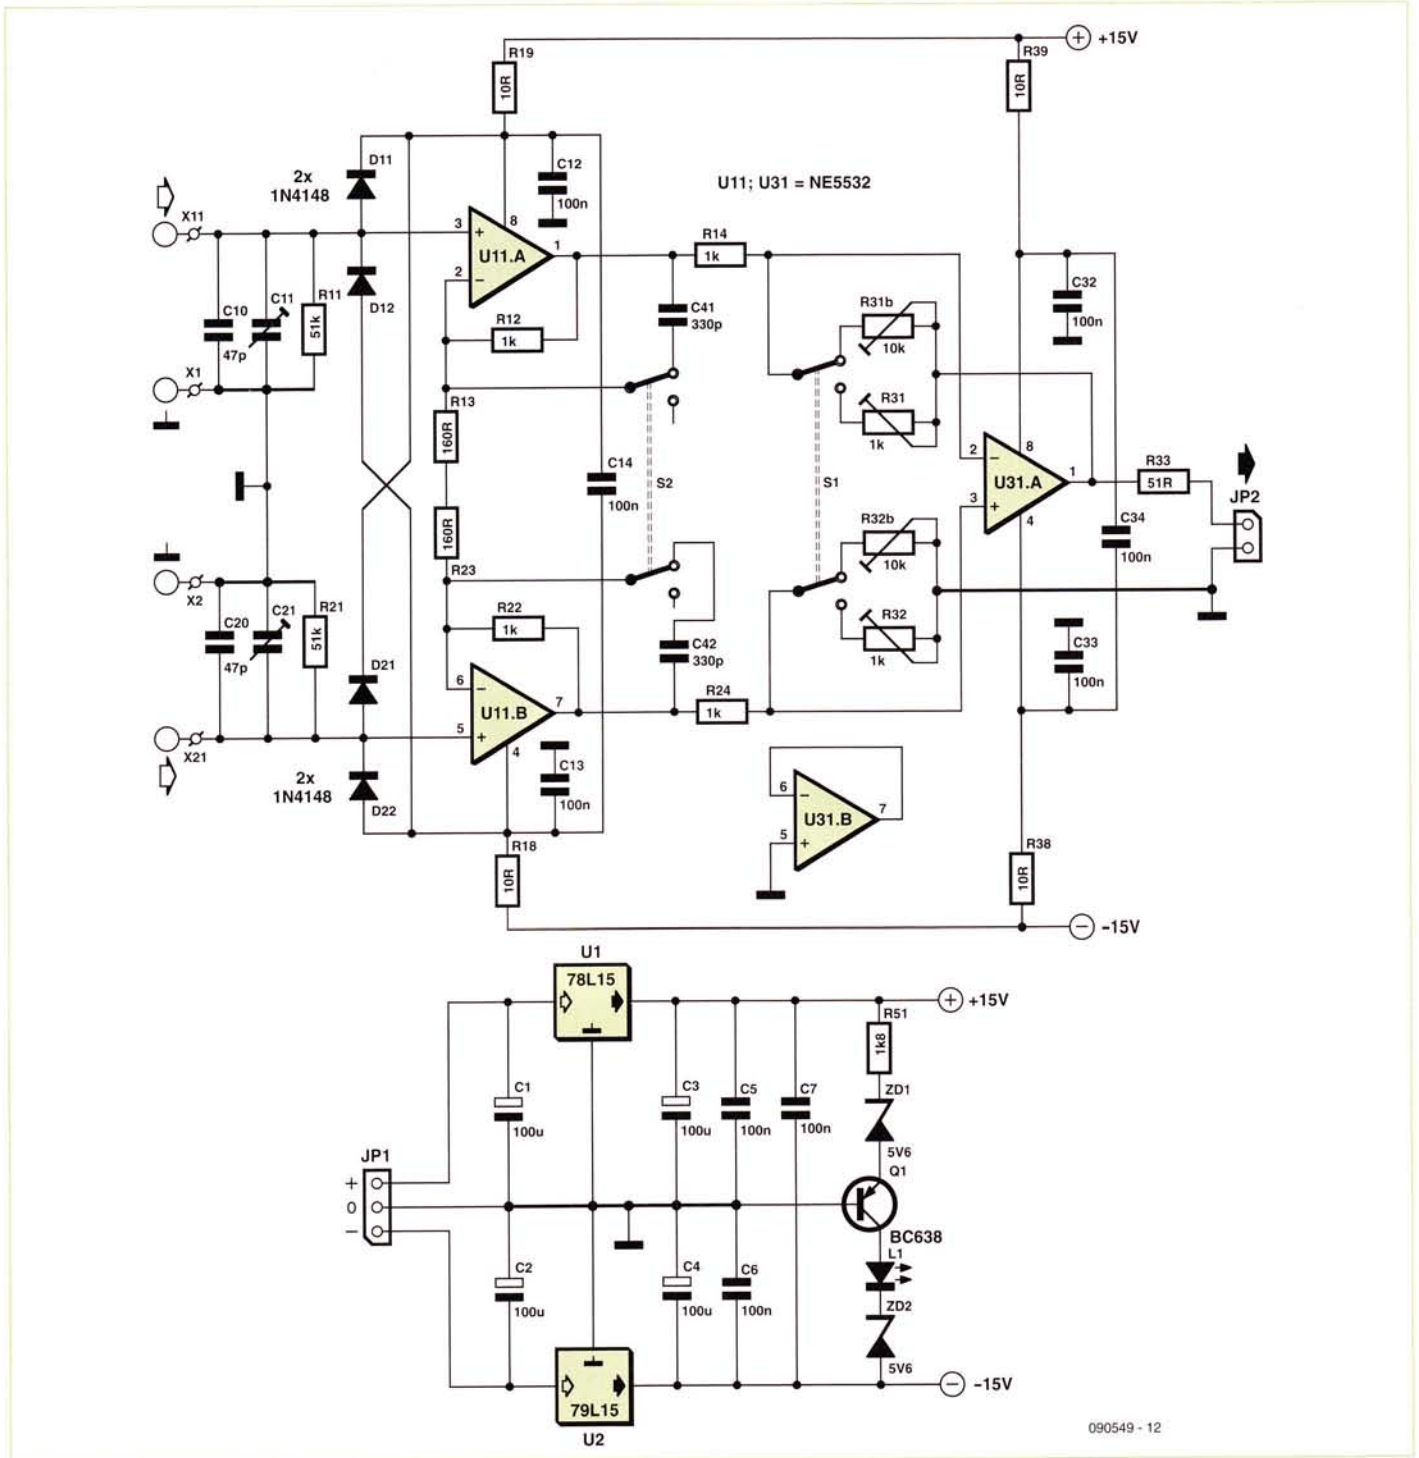 R19
10R
R39
10R
+
+15V
D11
2x
1N4148
C12
100n
U11; U31 = NE5532
X11
3
+
8
U11.A
1
2
−
R14
1k
D12
C10
47p
C11
R11
51k
R12
1k
C41
330p
R31b
10k
C32
100n
X1
R13
160R
R31
1k
2
−
8
U31.A
1
3
+
4
R33
51R
JP2
C14
100n
S2
S1
160R
R23
R32b
10k
C34
100n
X2
C20
47p
C21
R21
51k
R22
1k
C42
330p
R32
1k
C33
100n
D21
6
−
U11.B
7
5
+
4
R24
1k
X21
2x
1N4148
D22
C13
100n
6
−
U31.B
7
5
+
R18
10R
R38
10R
−
-15V
U1
78L15
+
+15V
R51
1k8
C1
100u
C3
100u
C5
100n
C7
100n
ZD1
5V6
JP1
+
0
−
Q1
BC638
L1
C2
100u
C4
100u
C6
100n
ZD2
5V6
79L15
U2
−
-15V
090549 - 12